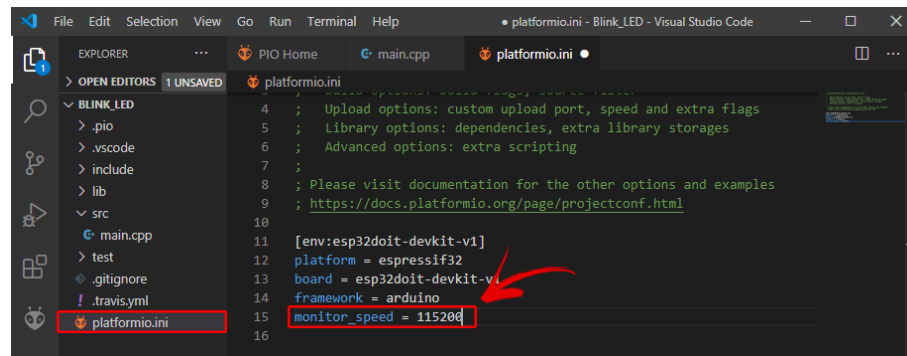 File Edit Selection View Go Run Terminal Help ● platformio.ini - Blink_LED - Visual Studio Code
EXPLORER ...
PIO Home
main.cpp
platformio.ini ●
> OPEN EDITORS 1 UNSAVED
BLINK_LED
> .pio
> .vscode
> include
> lib
src
main.cpp
> test
.gitignore
! .travis.yml
platformio.ini
1
platformio.ini
4 ; Upload options: custom upload port, speed and extra flags
5 ; Library options: dependencies, extra library storages
6 ; Advanced options: extra scripting
7 ;
8 ; Please visit documentation for the other options and examples
9 ; https://docs.platformio.org/page/projectconf.html
10
11 [env:esp32doit-devkit-v1]
12 platform = espressif32
13 board = esp32doit-devkit-v1
14 framework = arduino
15 monitor_speed = 115200
16